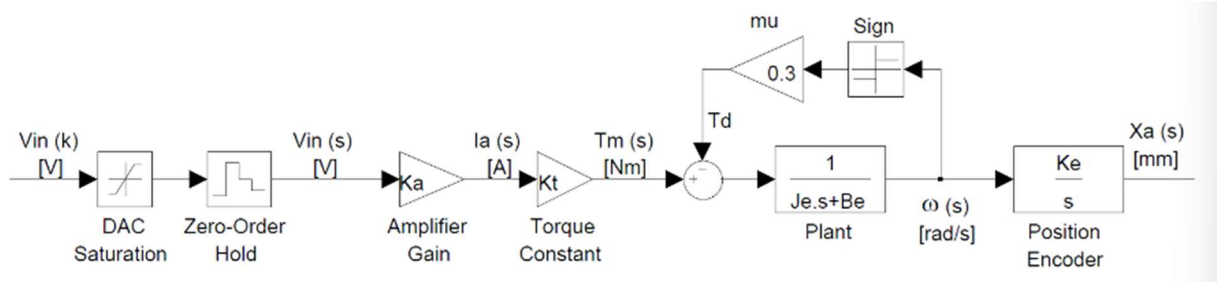 mu
Sign
0.3
Td
Vin (k)
[V]
Vin (s)
[V]
Ia (s)
[A]
Tm (s)
[Nm]
Xa (s)
[mm]
Ka
Kt
+
−
1
Je.s+Be
Ke
s
DAC
Saturation
Zero-Order
Hold
Amplifier
Gain
Torque
Constant
Plant
ω (s)
[rad/s]
Position
Encoder